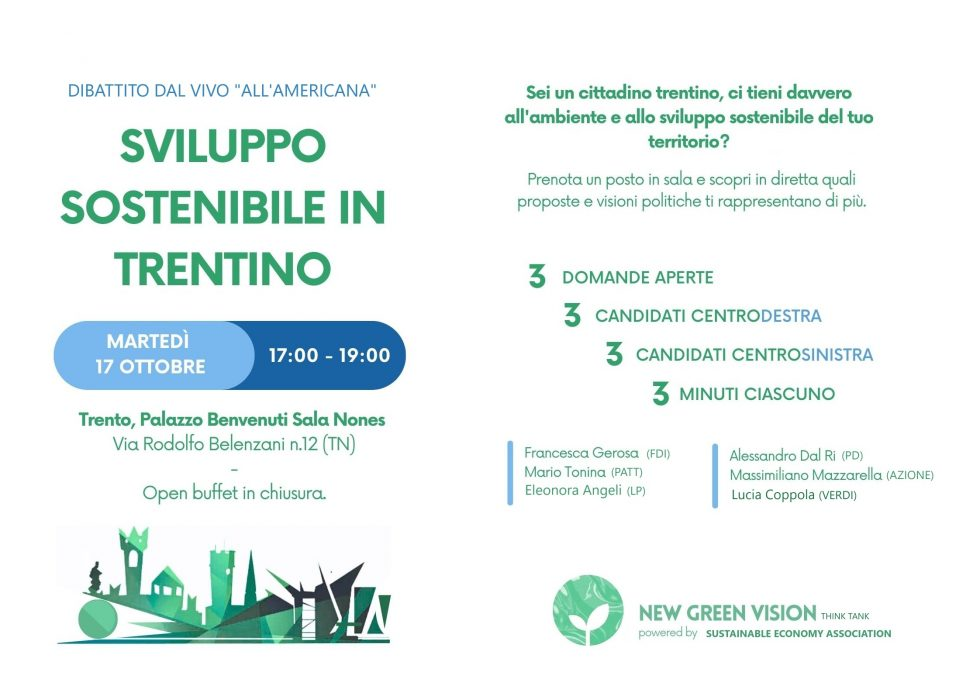 DIBATTITO DAL VIVO "ALL'AMERICANA"
SVILUPPO
SOSTENIBILE IN
TRENTINO
MARTEDÌ
17 OTTOBRE
17:00 - 19:00
Trento, Palazzo Benvenuti Sala Nones
Via Rodolfo Belenzani n.12 (TN)
-
Open buffet in chiusura.
Sei un cittadino trentino, ci tieni davvero
all'ambiente e allo sviluppo sostenibile del tuo
territorio?
Prenota un posto in sala e scopri in diretta quali
proposte e visioni politiche ti rappresentano di più.
3 DOMANDE APERTE
3 CANDIDATI CENTRODESTRA
3 CANDIDATI CENTROSINISTRA
3 MINUTI CIASCUNO
Francesca Gerosa (FDI)
Mario Tonina (PATT)
Eleonora Angeli (LP)
Alessandro Dal Ri (PD)
Massimiliano Mazzarella (AZIONE)
Lucia Coppola (VERDI)
NEW GREEN VISION THINK TANK
powered by SUSTAINABLE ECONOMY ASSOCIATION